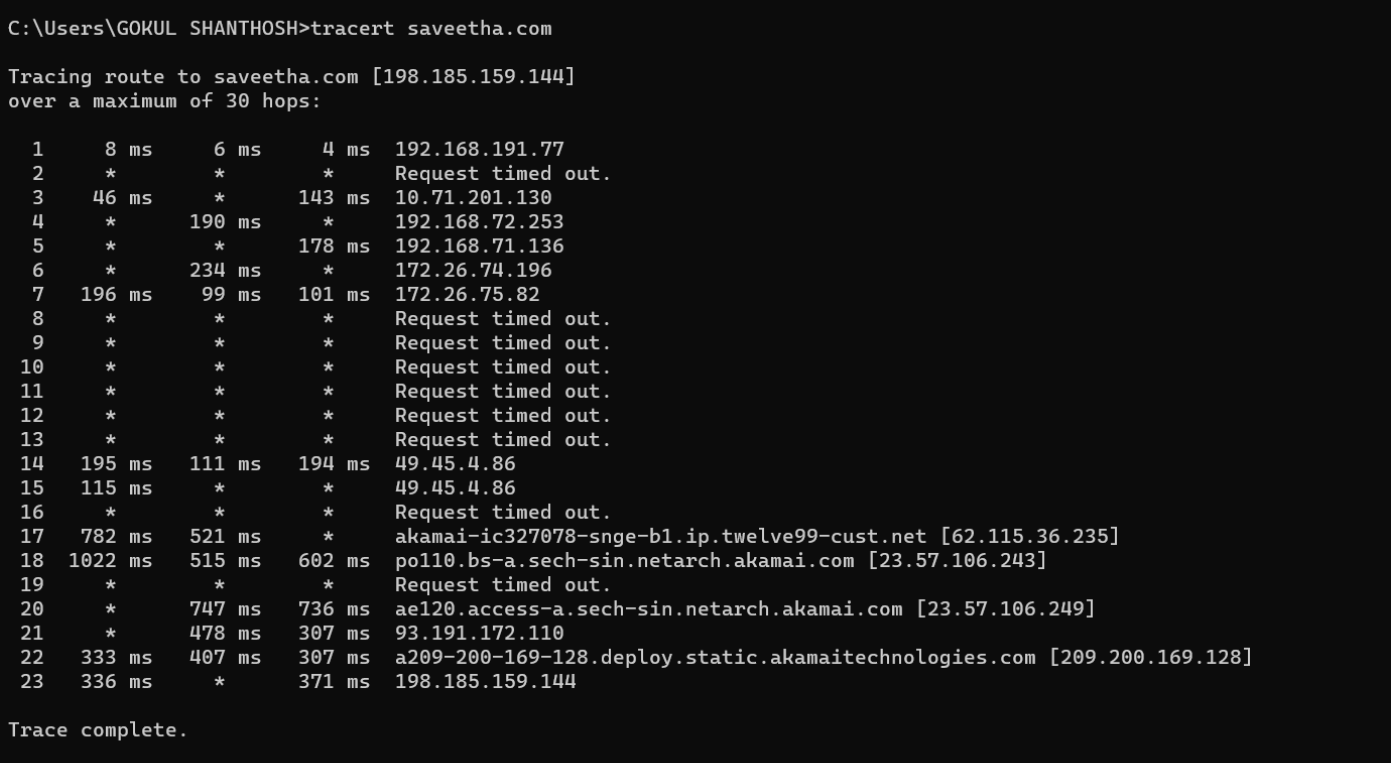 C:\Users\GOKUL SHANTHOSH>tracert saveetha.com
Tracing route to saveetha.com [198.185.159.144]
over a maximum of 30 hops:
1 8 ms 6 ms 4 ms 192.168.191.77
2 * * * Request timed out.
3 46 ms * 143 ms 10.71.201.130
4 * 190 ms * 192.168.72.253
5 * * 178 ms 192.168.71.136
6 * 234 ms * 172.26.74.196
7 196 ms 99 ms 101 ms 172.26.75.82
8 * * * Request timed out.
9 * * * Request timed out.
10 * * * Request timed out.
11 * * * Request timed out.
12 * * * Request timed out.
13 * * * Request timed out.
14 195 ms 111 ms 194 ms 49.45.4.86
15 115 ms * * 49.45.4.86
16 * * * Request timed out.
17 782 ms 521 ms * akamai-ic327078-snge-b1.ip.twelve99-cust.net [62.115.36.235]
18 1022 ms 515 ms 602 ms po110.bs-a.sech-sin.netarch.akamai.com [23.57.106.243]
19 * * * Request timed out.
20 * 747 ms 736 ms ae120.access-a.sech-sin.netarch.akamai.com [23.57.106.249]
21 * 478 ms 307 ms 93.191.172.110
22 333 ms 407 ms 307 ms a209-200-169-128.deploy.static.akamaitechnologies.com [209.200.169.128]
23 336 ms * 371 ms 198.185.159.144
Trace complete.